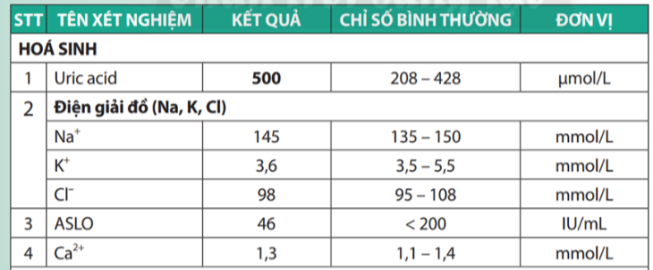 STT TÊN XÉT NGHIỆM KẾT QUẢ CHỈ SỐ BÌNH THƯỜNG ĐƠN VỊ
HOÁ SINH
1 Uric acid 500 208 – 428 µmol/L
2 Điện giải đồ (Na, K, Cl)
Na⁺ 145 135 – 150 mmol/L
K⁺ 3,6 3,5 – 5,5 mmol/L
Cl⁻ 98 95 – 108 mmol/L
3 ASLO 46 < 200 IU/mL
4 Ca²⁺ 1,3 1,1 – 1,4 mmol/L